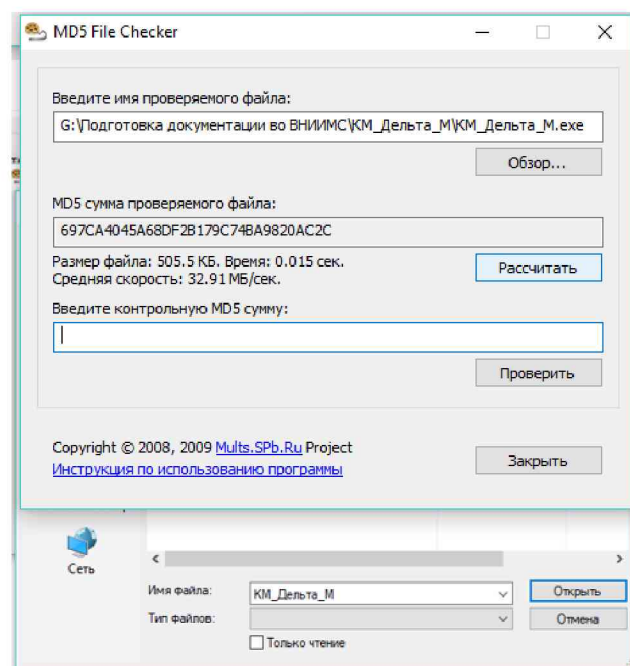 MD5 File Checker
Введите имя проверяемого файла:
G:\Подготовка документации во ВНИИМС\КМ_Дельта_М\КМ_Дельта_М.exe
Обзор...
MD5 сумма проверяемого файла:
697CA4045A68DF2B179C74BA9820AC2C
Размер файла: 505.5 КБ. Время: 0.015 сек.
Средняя скорость: 32.91 МБ/сек.
Рассчитать
Введите контрольную MD5 сумму:
Проверить
Copyright © 2008, 2009 Mults.SPb.Ru Project
Инструкция по использованию программы
Закрыть
Сеть
Имя файла:
КМ_Дельта_М
Открыть
Тип файлов:
Отмена
Только чтение